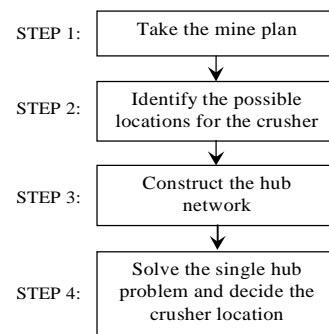 STEP 1: Take the mine plan
STEP 2: Identify the possible
locations for the crusher
STEP 3: Construct the hub
network
STEP 4: Solve the single hub
problem and decide the
crusher location